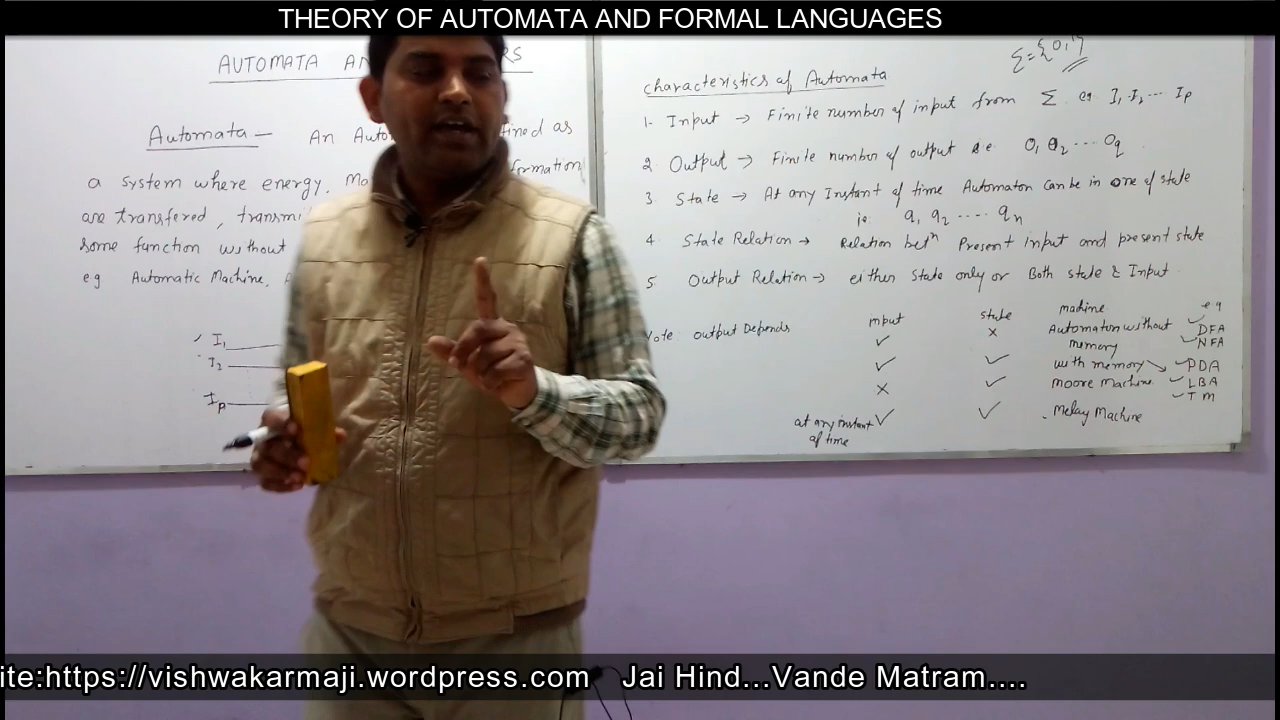 THEORY OF AUTOMATA AND FORMAL LANGUAGES
AUTOMATA AN RS
Automata — An Auto fined as
a system where energy, Ma formation
are transfered, transmi
some function without
eg Automatic Machine,
I1
I2
Ip
Σ={0,1}
characteristics of Automata
1. Input → Finite number of input from Σ eg I1, I2 ... Ip
2 Output → Finite number of output i.e. O1 O2 .... Oq
3. State → At any Instant of time Automaton can be in one of state
ie. q1 q2 ..... qn
4. State Relation → Relation betn Present input and present state
5 Output Relation → either state only or Both state & Input
Note: output Depends input state machine e.g
✓ × Automaton without memory DFA NFA
✓ ✓ with memory → PDA
× ✓ moore Machine LBA
TM
at any instant of time ✓ ✓ Melay Machine
ite:https://vishwakarmaji.wordpress.com Jai Hind...Vande Matram....